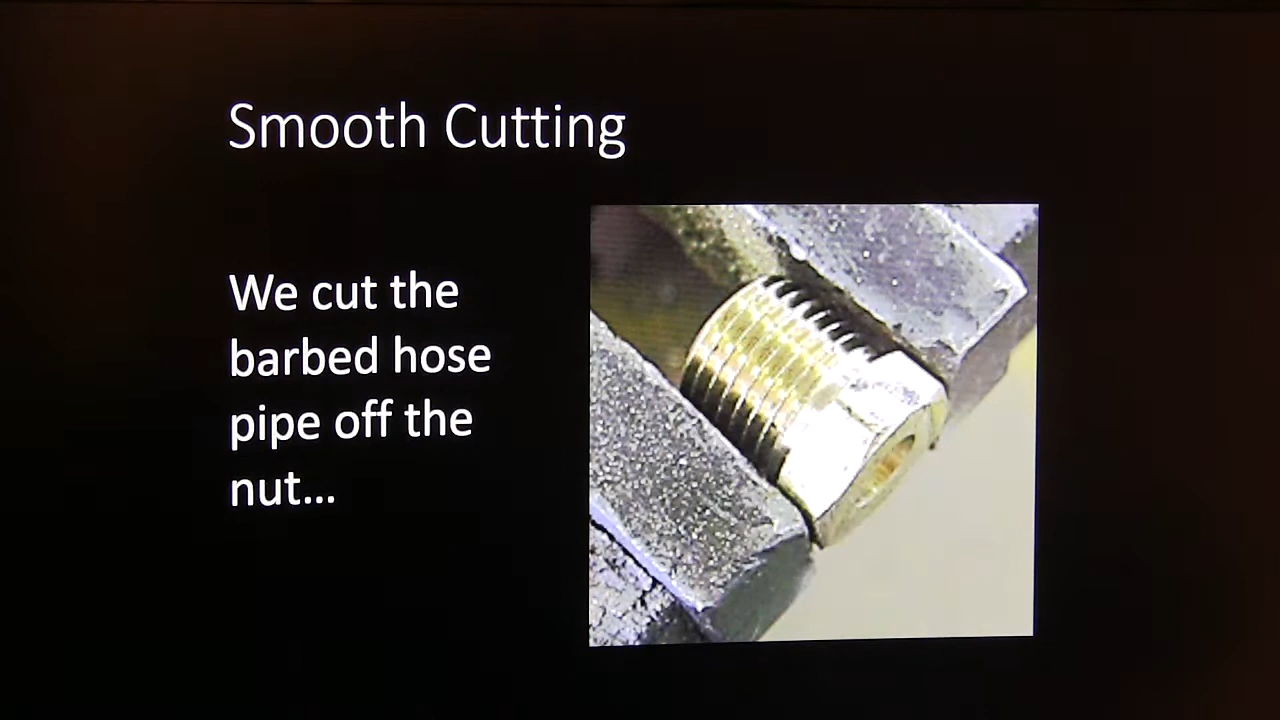 Smooth Cutting
We cut the
barbed hose
pipe off the
nut...